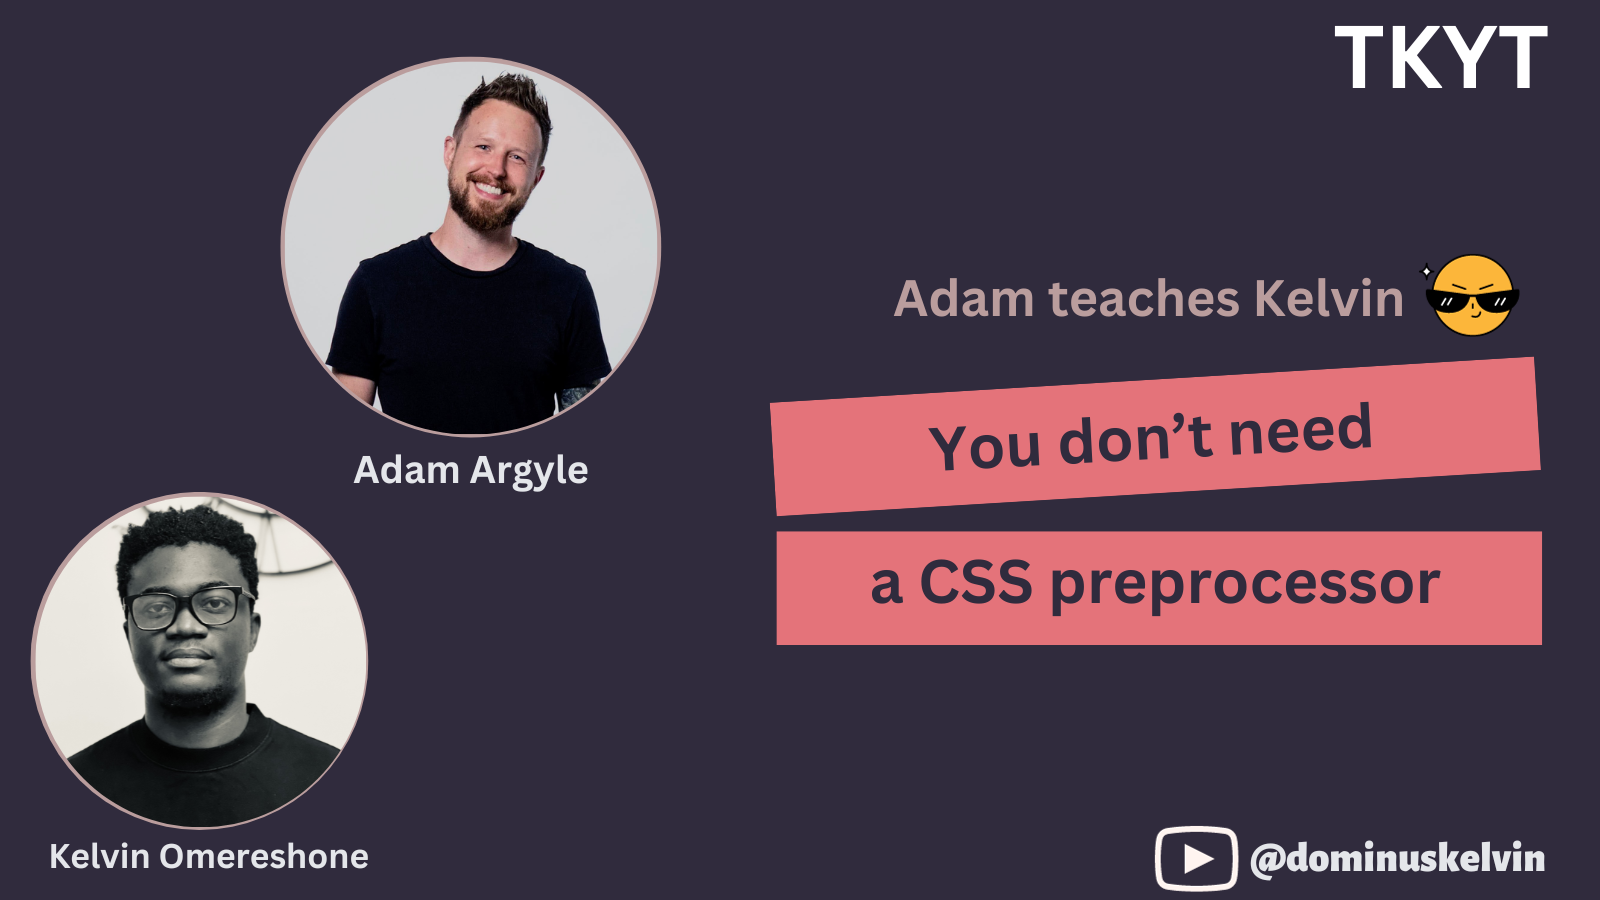 TKYT
Adam Argyle
Kelvin Omereshone
Adam teaches Kelvin
You don’t need
a CSS preprocessor
@dominuskelvin